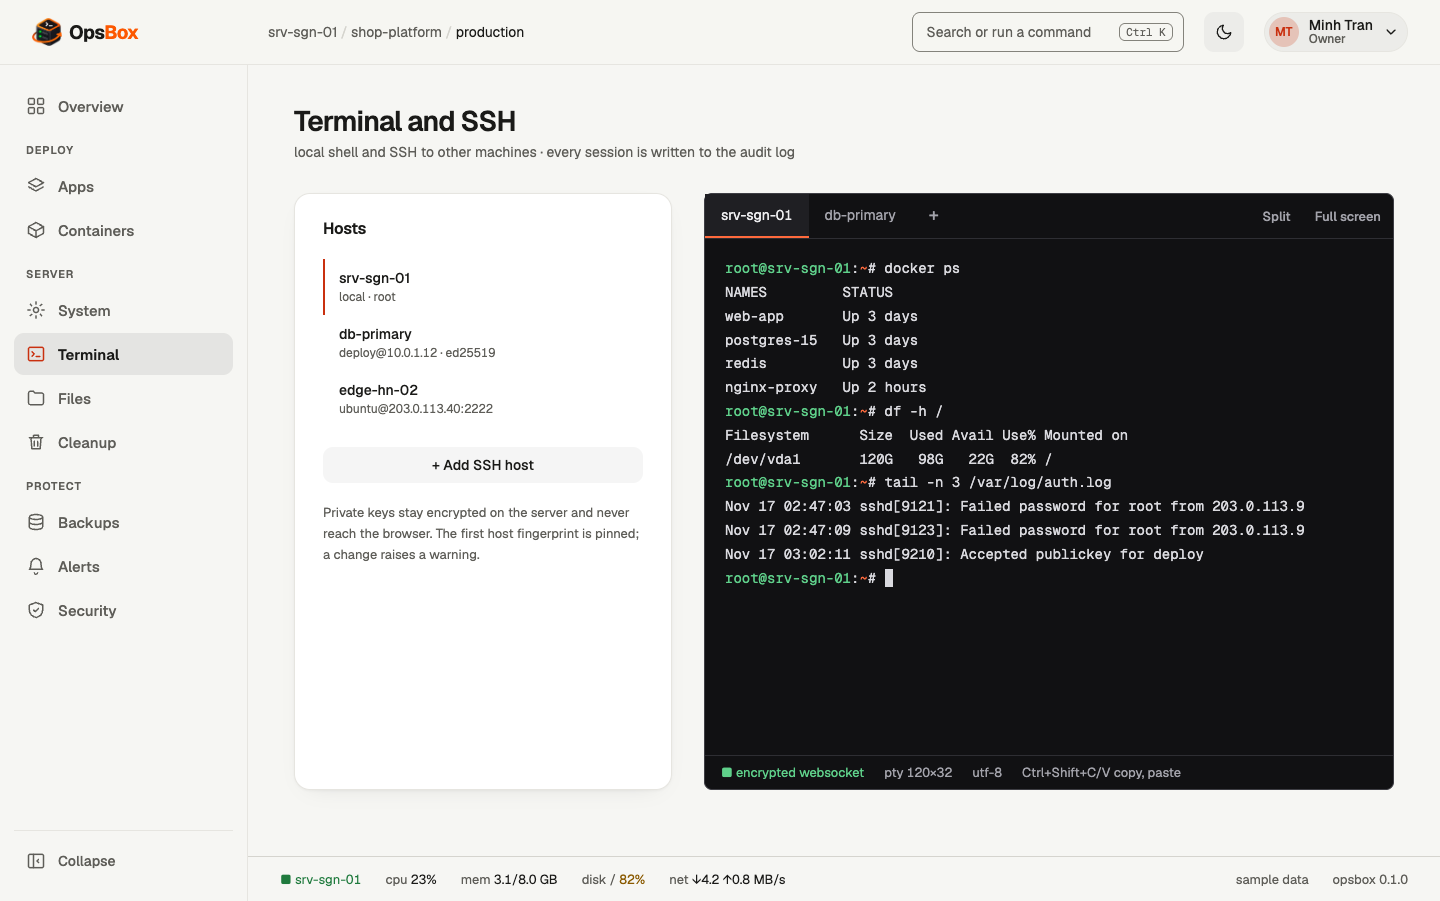 OpsBox
srv-sgn-01 / shop-platform / production
Search or run a command
Ctrl K
MT
Minh Tran
Owner
Overview
DEPLOY
Apps
Containers
SERVER
System
Terminal
Files
Cleanup
PROTECT
Backups
Alerts
Security
Collapse
Terminal and SSH
local shell and SSH to other machines · every session is written to the audit log
Hosts
srv-sgn-01
local · root
db-primary
deploy@10.0.1.12 · ed25519
edge-hn-02
ubuntu@203.0.113.40:2222
+ Add SSH host
Private keys stay encrypted on the server and never
reach the browser. The first host fingerprint is pinned;
a change raises a warning.
srv-sgn-01 db-primary + Split Full screen
root@srv-sgn-01:~# docker ps
NAMES         STATUS
web-app       Up 3 days
postgres-15   Up 3 days
redis         Up 3 days
nginx-proxy   Up 2 hours
root@srv-sgn-01:~# df -h /
Filesystem      Size  Used Avail Use% Mounted on
/dev/vda1       120G   98G   22G  82% /
root@srv-sgn-01:~# tail -n 3 /var/log/auth.log
Nov 17 02:47:03 sshd[9121]: Failed password for root from 203.0.113.9
Nov 17 02:47:09 sshd[9123]: Failed password for root from 203.0.113.9
Nov 17 03:02:11 sshd[9210]: Accepted publickey for deploy
root@srv-sgn-01:~#
encrypted websocket pty 120×32 utf-8 Ctrl+Shift+C/V copy, paste
srv-sgn-01 cpu 23% mem 3.1/8.0 GB disk / 82% net ↓4.2 ↑0.8 MB/s sample data opsbox 0.1.0